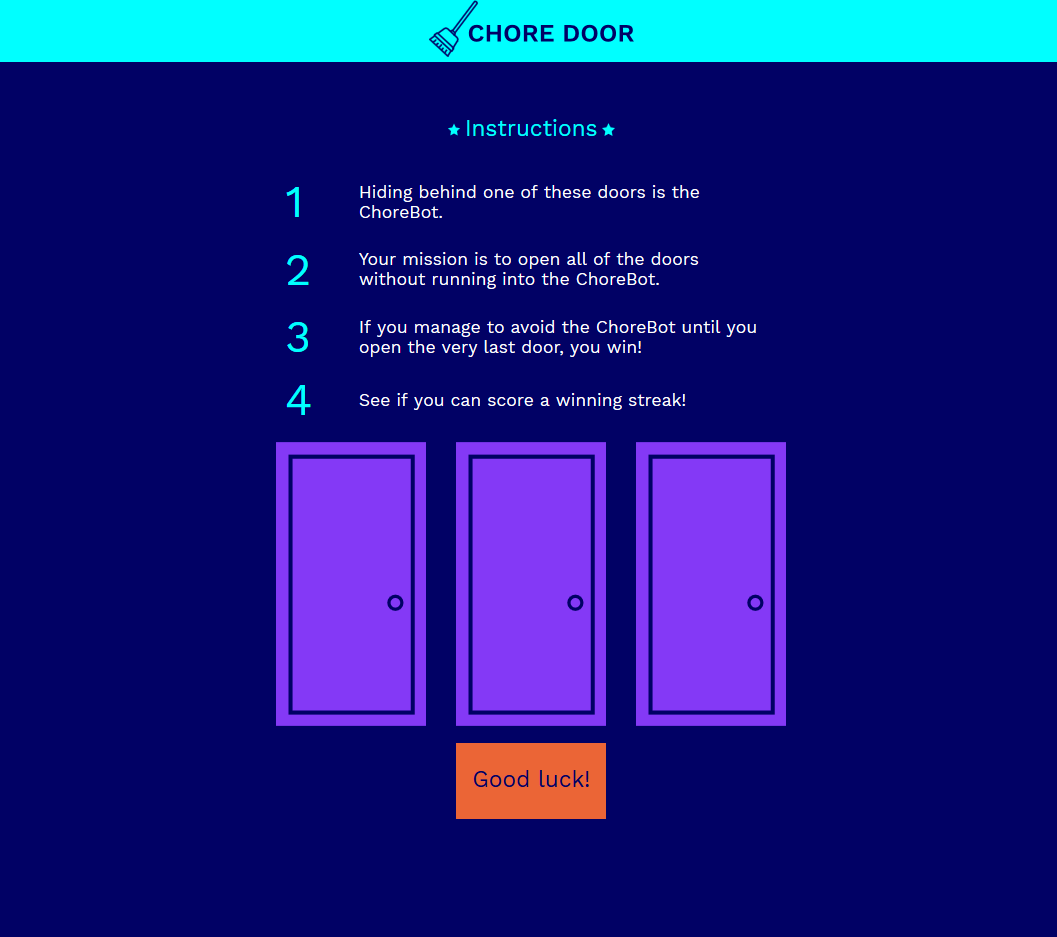 CHORE DOOR
Instructions
1
Hiding behind one of these doors is the
ChoreBot.
2
Your mission is to open all of the doors
without running into the ChoreBot.
3
If you manage to avoid the ChoreBot until you
open the very last door, you win!
4
See if you can score a winning streak!
Good luck!